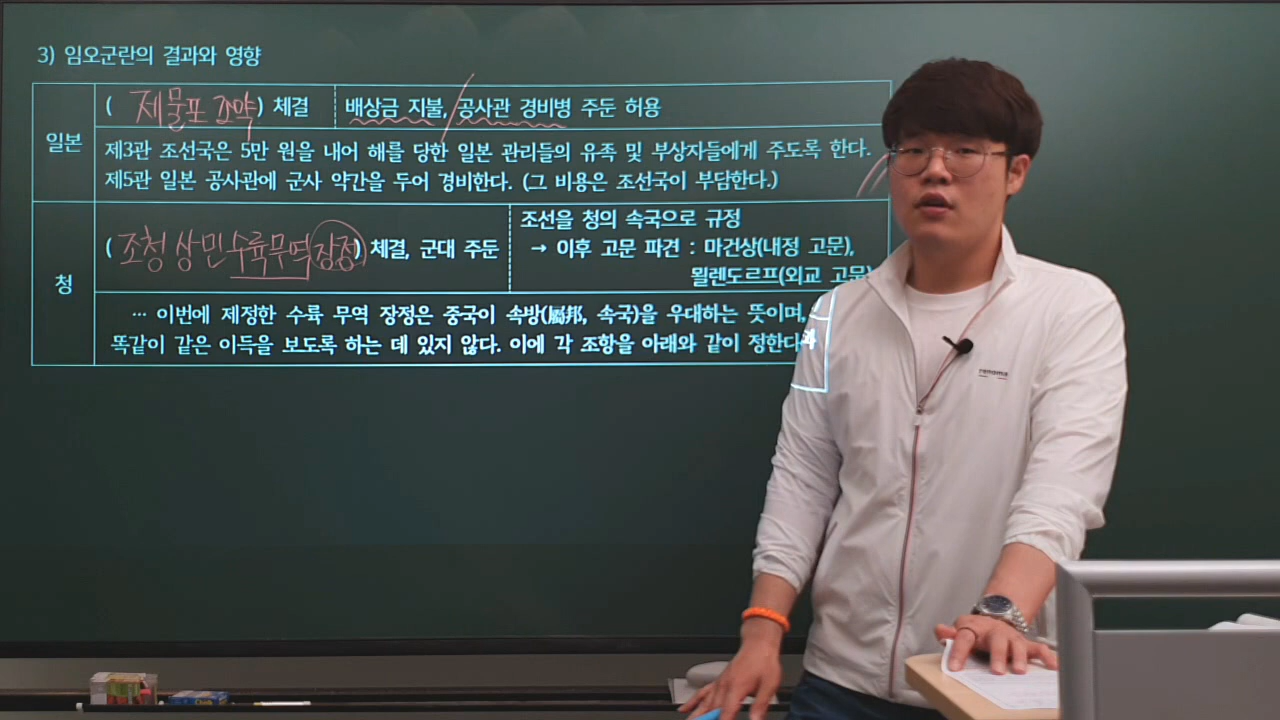 3) 임오군란의 결과와 영향
일본
( 제물포 조약 ) 체결
배상금 지불, 공사관 경비병 주둔 허용
제3관 조선국은 5만 원을 내어 해를 당한 일본 관리들의 유족 및 부상자들에게 주도록 한다.
제5관 일본 공사관에 군사 약간을 두어 경비한다. (그 비용은 조선국이 부담한다.)
청
( 조청 상민 수륙 무역 장정 ) 체결, 군대 주둔
조선을 청의 속국으로 규정
→ 이후 고문 파견 : 마건상(내정 고문),
묄렌도르프(외교 고문)
··· 이번에 제정한 수륙 무역 장정은 중국이 속방(屬邦, 속국)을 우대하는 뜻이며,
똑같이 같은 이득을 보도록 하는 데 있지 않다. 이에 각 조항을 아래와 같이 정한다